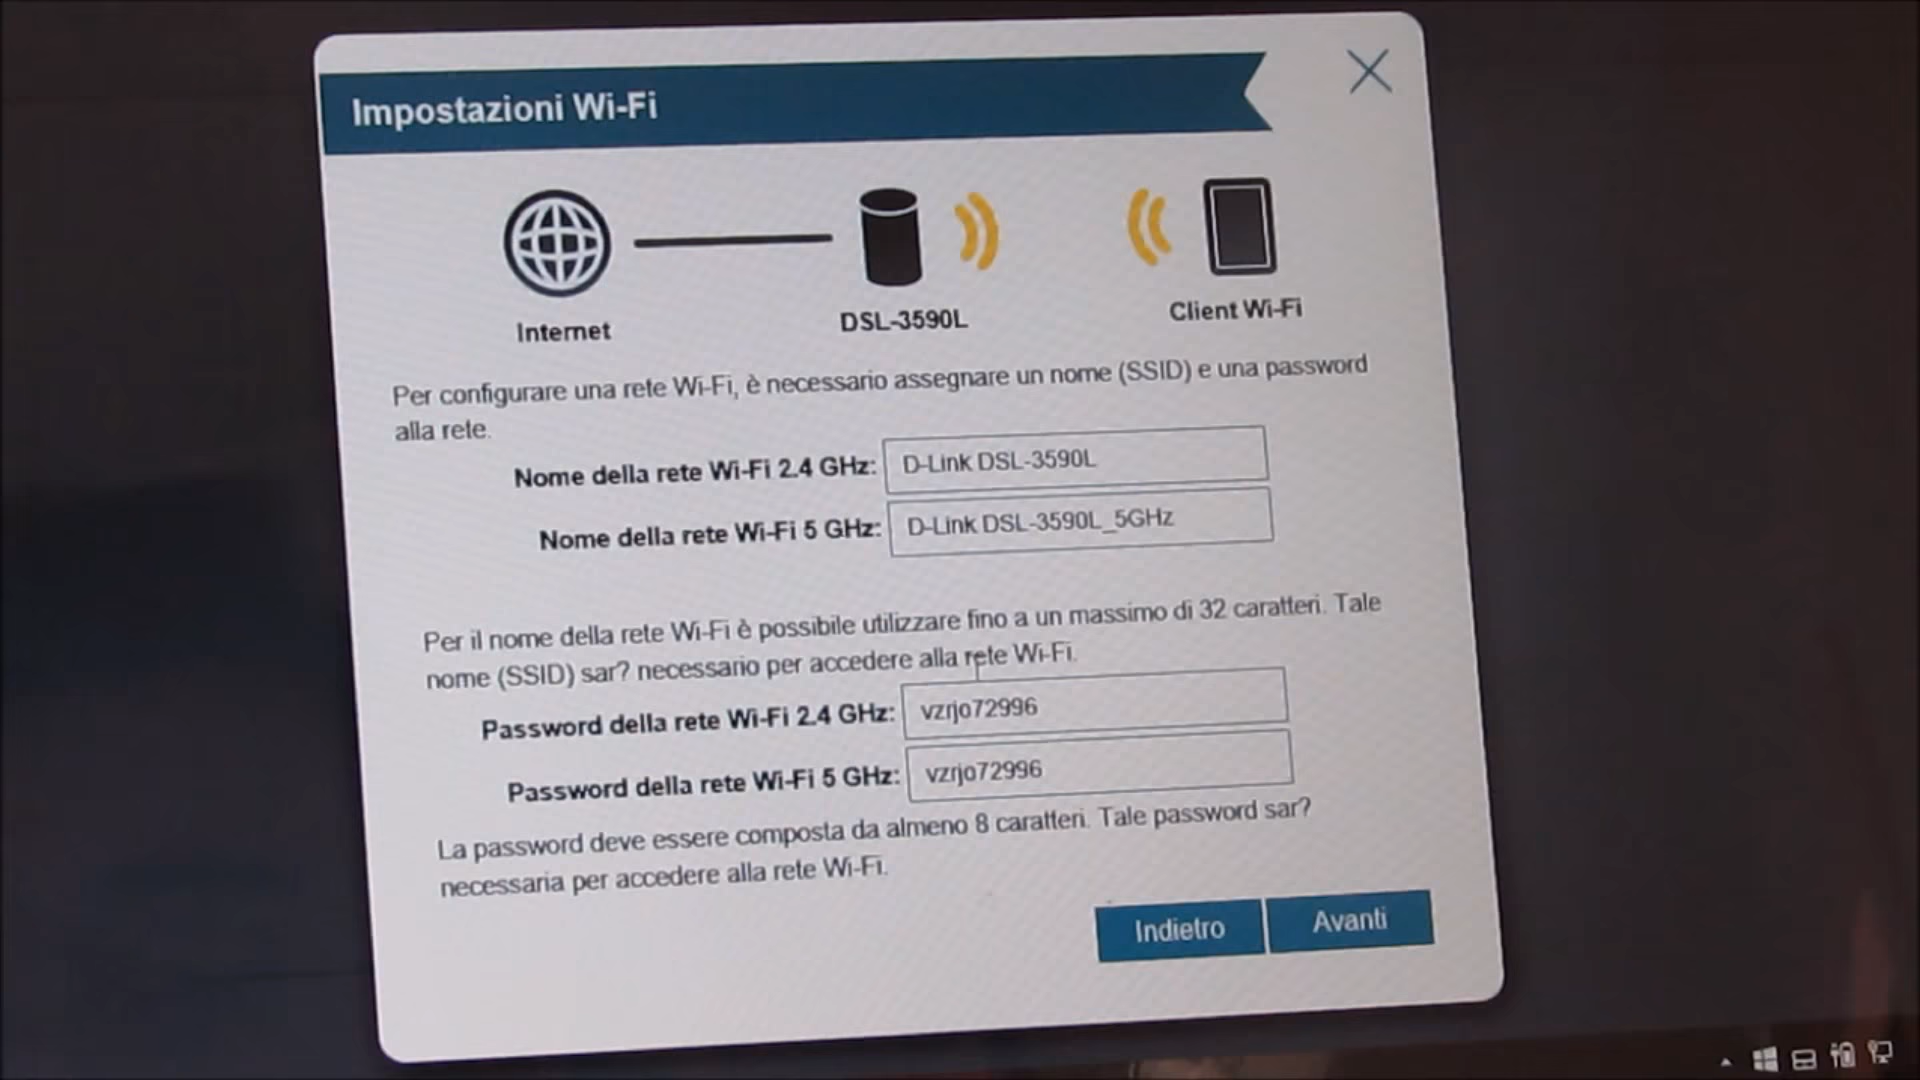 Impostazioni Wi-Fi
Internet
DSL-3590L
Client Wi-Fi
Per configurare una rete Wi-Fi, è necessario assegnare un nome (SSID) e una password
alla rete.
Nome della rete Wi-Fi 2.4 GHz: D-Link DSL-3590L
Nome della rete Wi-Fi 5 GHz: D-Link DSL-3590L_5GHz
Per il nome della rete Wi-Fi è possibile utilizzare fino a un massimo di 32 caratteri. Tale
nome (SSID) sar? necessario per accedere alla rete Wi-Fi.
Password della rete Wi-Fi 2.4 GHz: vzrjo72996
Password della rete Wi-Fi 5 GHz: vzrjo72996
La password deve essere composta da almeno 8 caratteri. Tale password sar?
necessaria per accedere alla rete Wi-Fi.
Indietro Avanti